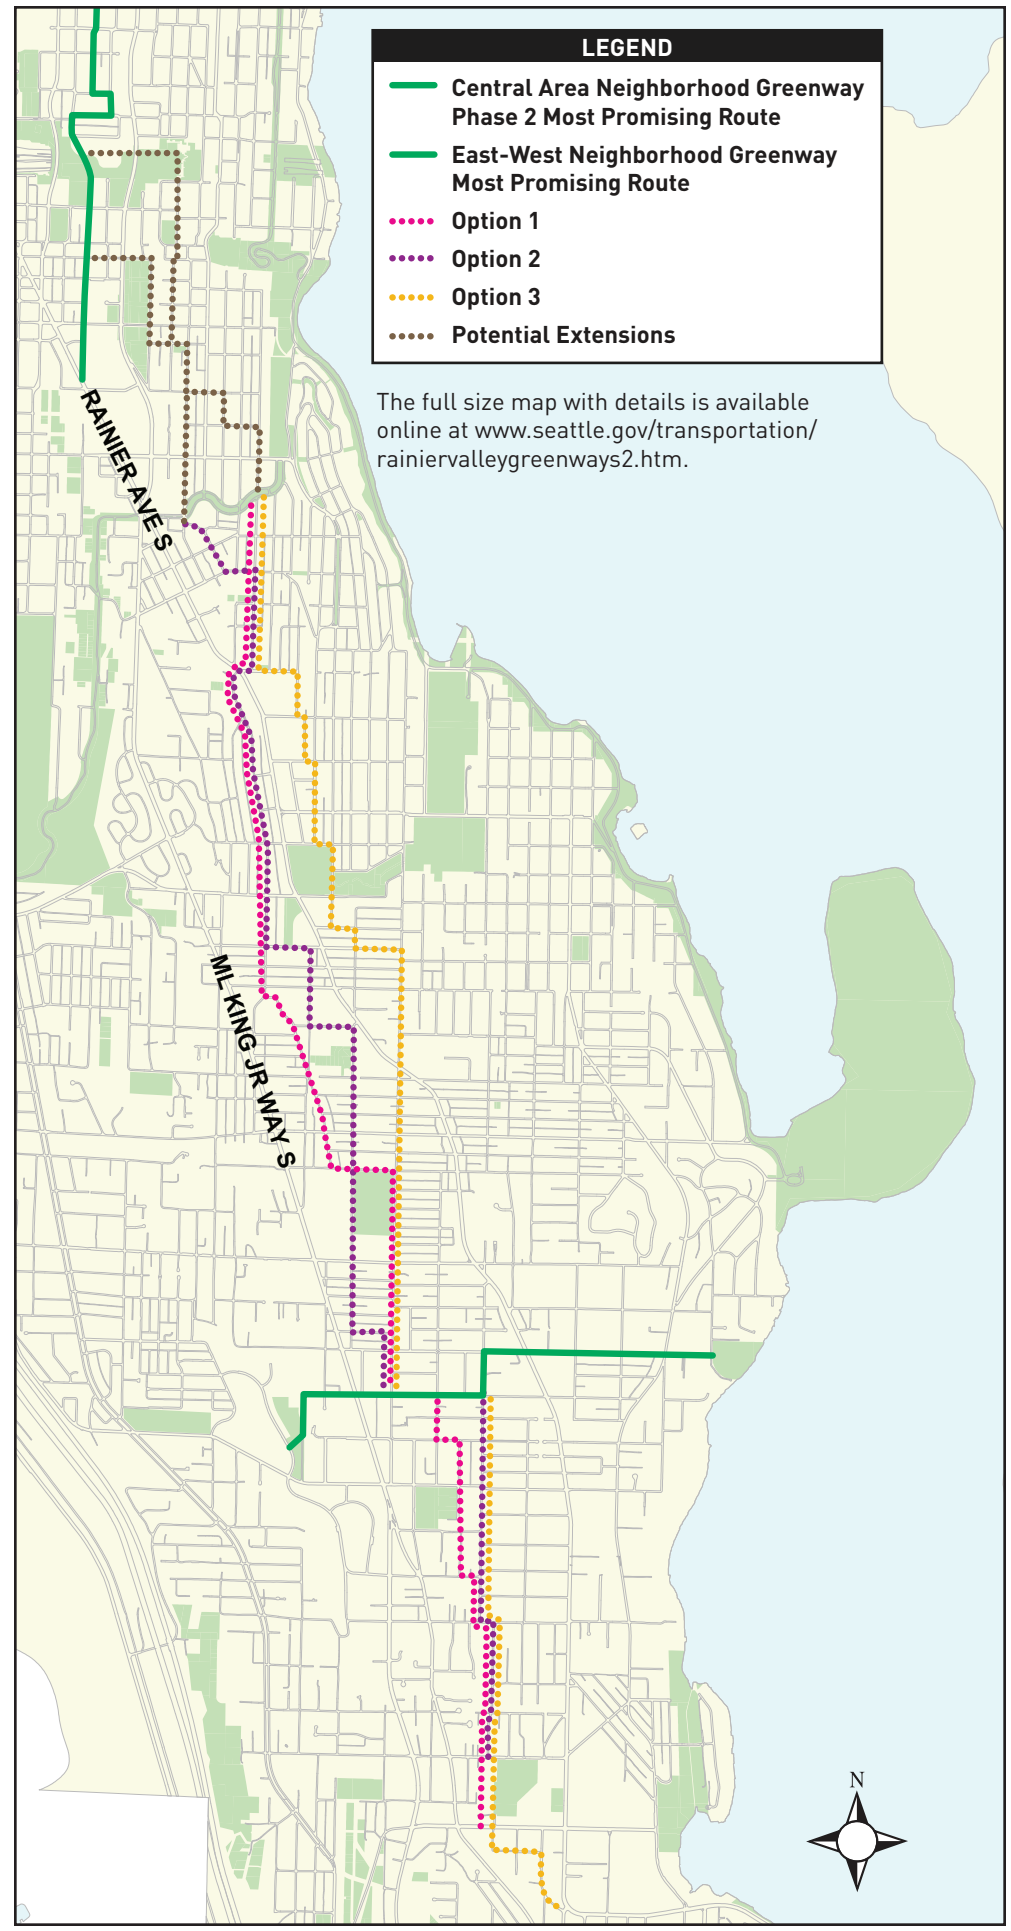 LEGEND
Central Area Neighborhood Greenway
Phase 2 Most Promising Route
East-West Neighborhood Greenway
Most Promising Route
Option 1
Option 2
Option 3
Potential Extensions
The full size map with details is available
online at www.seattle.gov/transportation/
rainiervalleygreenways2.htm.
RAINIER AVE S
ML KING JR WAY S
N